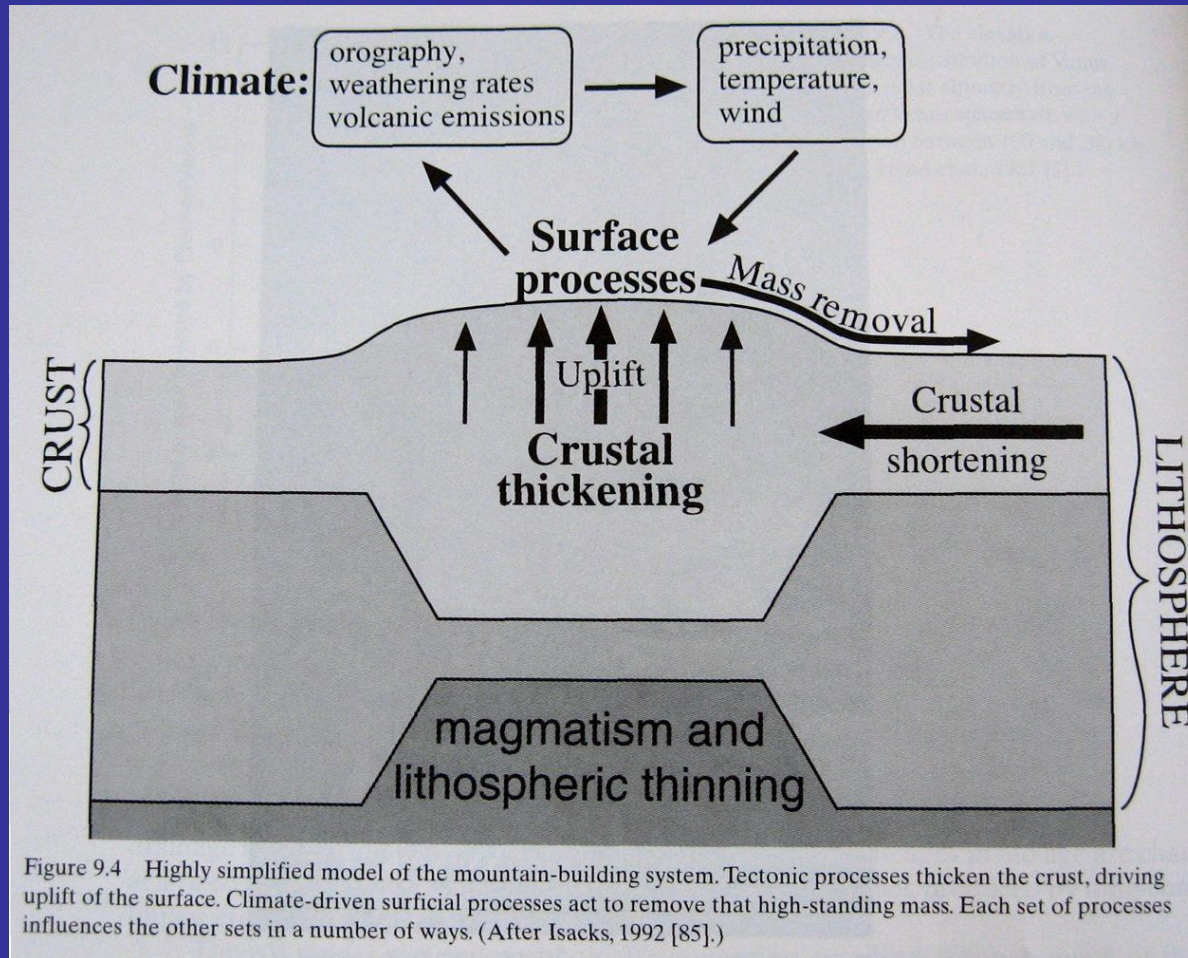 Climate:
orography,
weathering rates
volcanic emissions
precipitation,
temperature,
wind
Surface
processes
Mass removal
Uplift
CRUST
Crustal
thickening
Crustal
shortening
LITHOSPHERE
magmatism and
lithospheric thinning
Figure 9.4 Highly simplified model of the mountain-building system. Tectonic processes thicken the crust, driving
uplift of the surface. Climate-driven surficial processes act to remove that high-standing mass. Each set of processes
influences the other sets in a number of ways. (After Isacks, 1992 [85].)